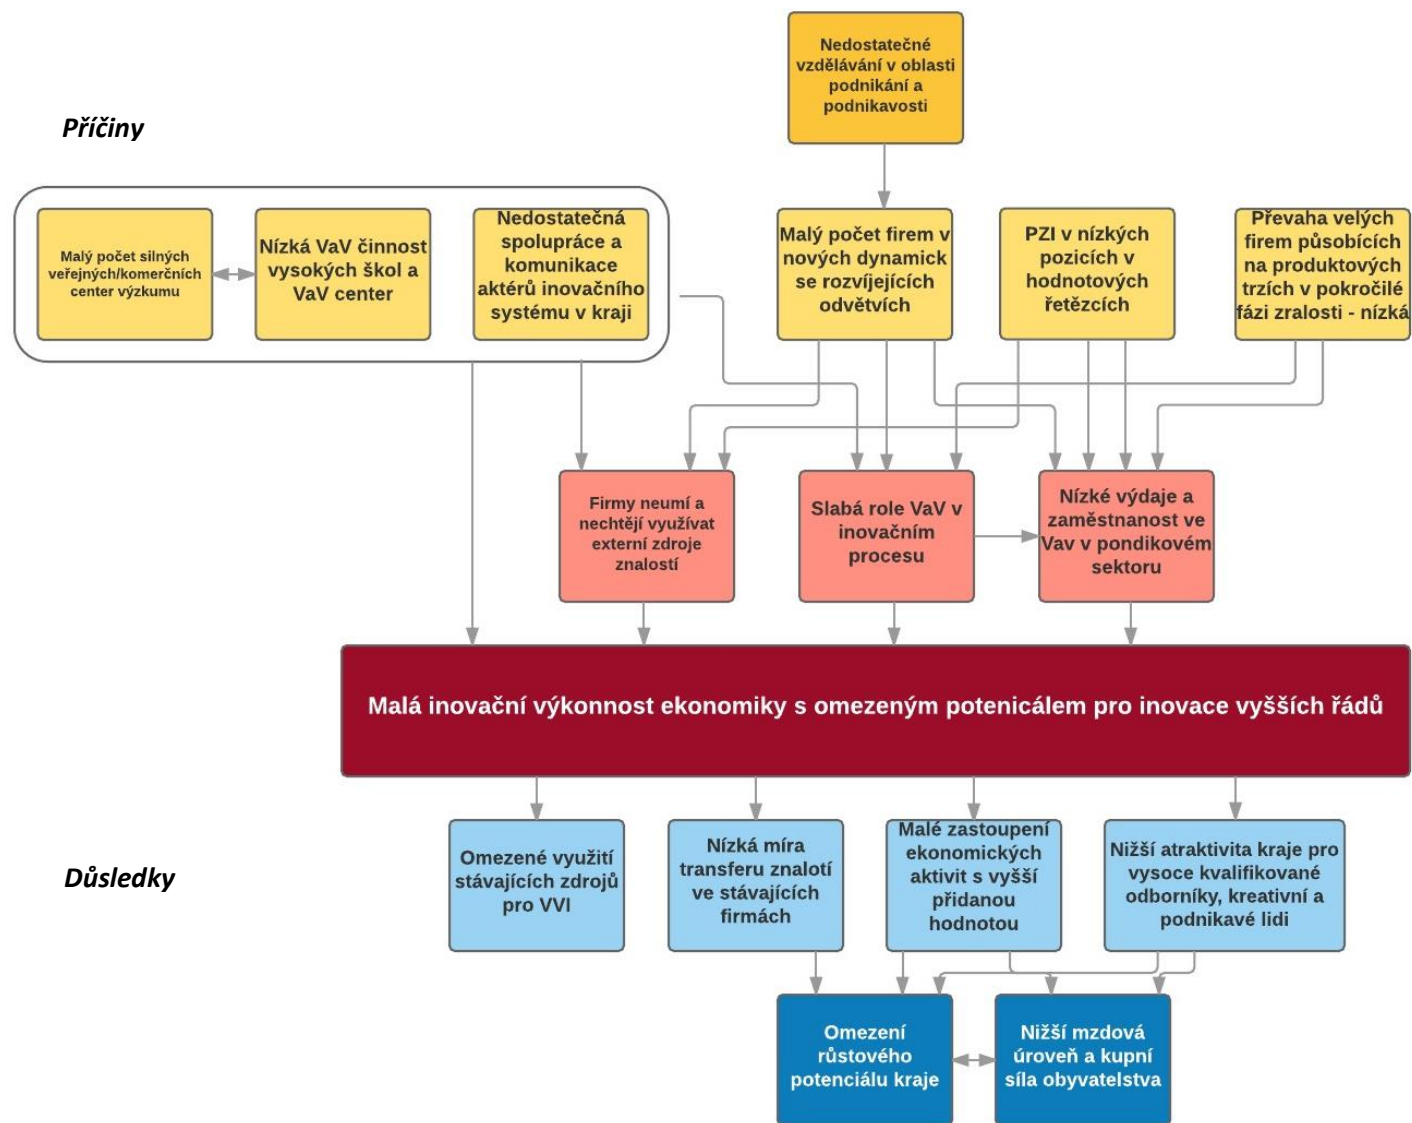 Nedostatečné
vzdělávání v oblasti
podnikání a
podnikavosti
Příčiny
Malý počet silných
veřejných/komerčních
center výzkumu
Nízká VaV činnost
vysokých škol a
VaV center
Nedostatečná
spolupráce a
komunikace
aktérů inovačního
systému v kraji
Malý počet firem v
nových dynamick
se rozvíjejících
odvětvích
PZI v nízkých
pozicích v
hodnotových
řetězcích
Převaha velých
firem působících
na produktových
trzích v pokročilé
fázi zralosti - nízká
Firmy neumí a
nechtějí využívat
externí zdroje
znalostí
Slabá role VaV v
inovačním
procesu
Nízké výdaje a
zaměstnanost ve
Vav v pondikovém
sektoru
Malá inovační výkonnost ekonomiky s omezeným potenicálem pro inovace vyšších řádů
Důsledky
Omezené využití
stávajících zdrojů
pro VVI
Nízká míra
transferu znalotí
ve stávajících
firmách
Malé zastoupení
ekonomických
aktivit s vyšší
přidanou
hodnotou
Nižší atraktivita kraje pro
vysoce kvalifikované
odborníky, kreativní a
podnikavé lidi
Omezení
růstového
potenciálu kraje
Nižší mzdová
úroveň a kupní
síla obyvatelstva